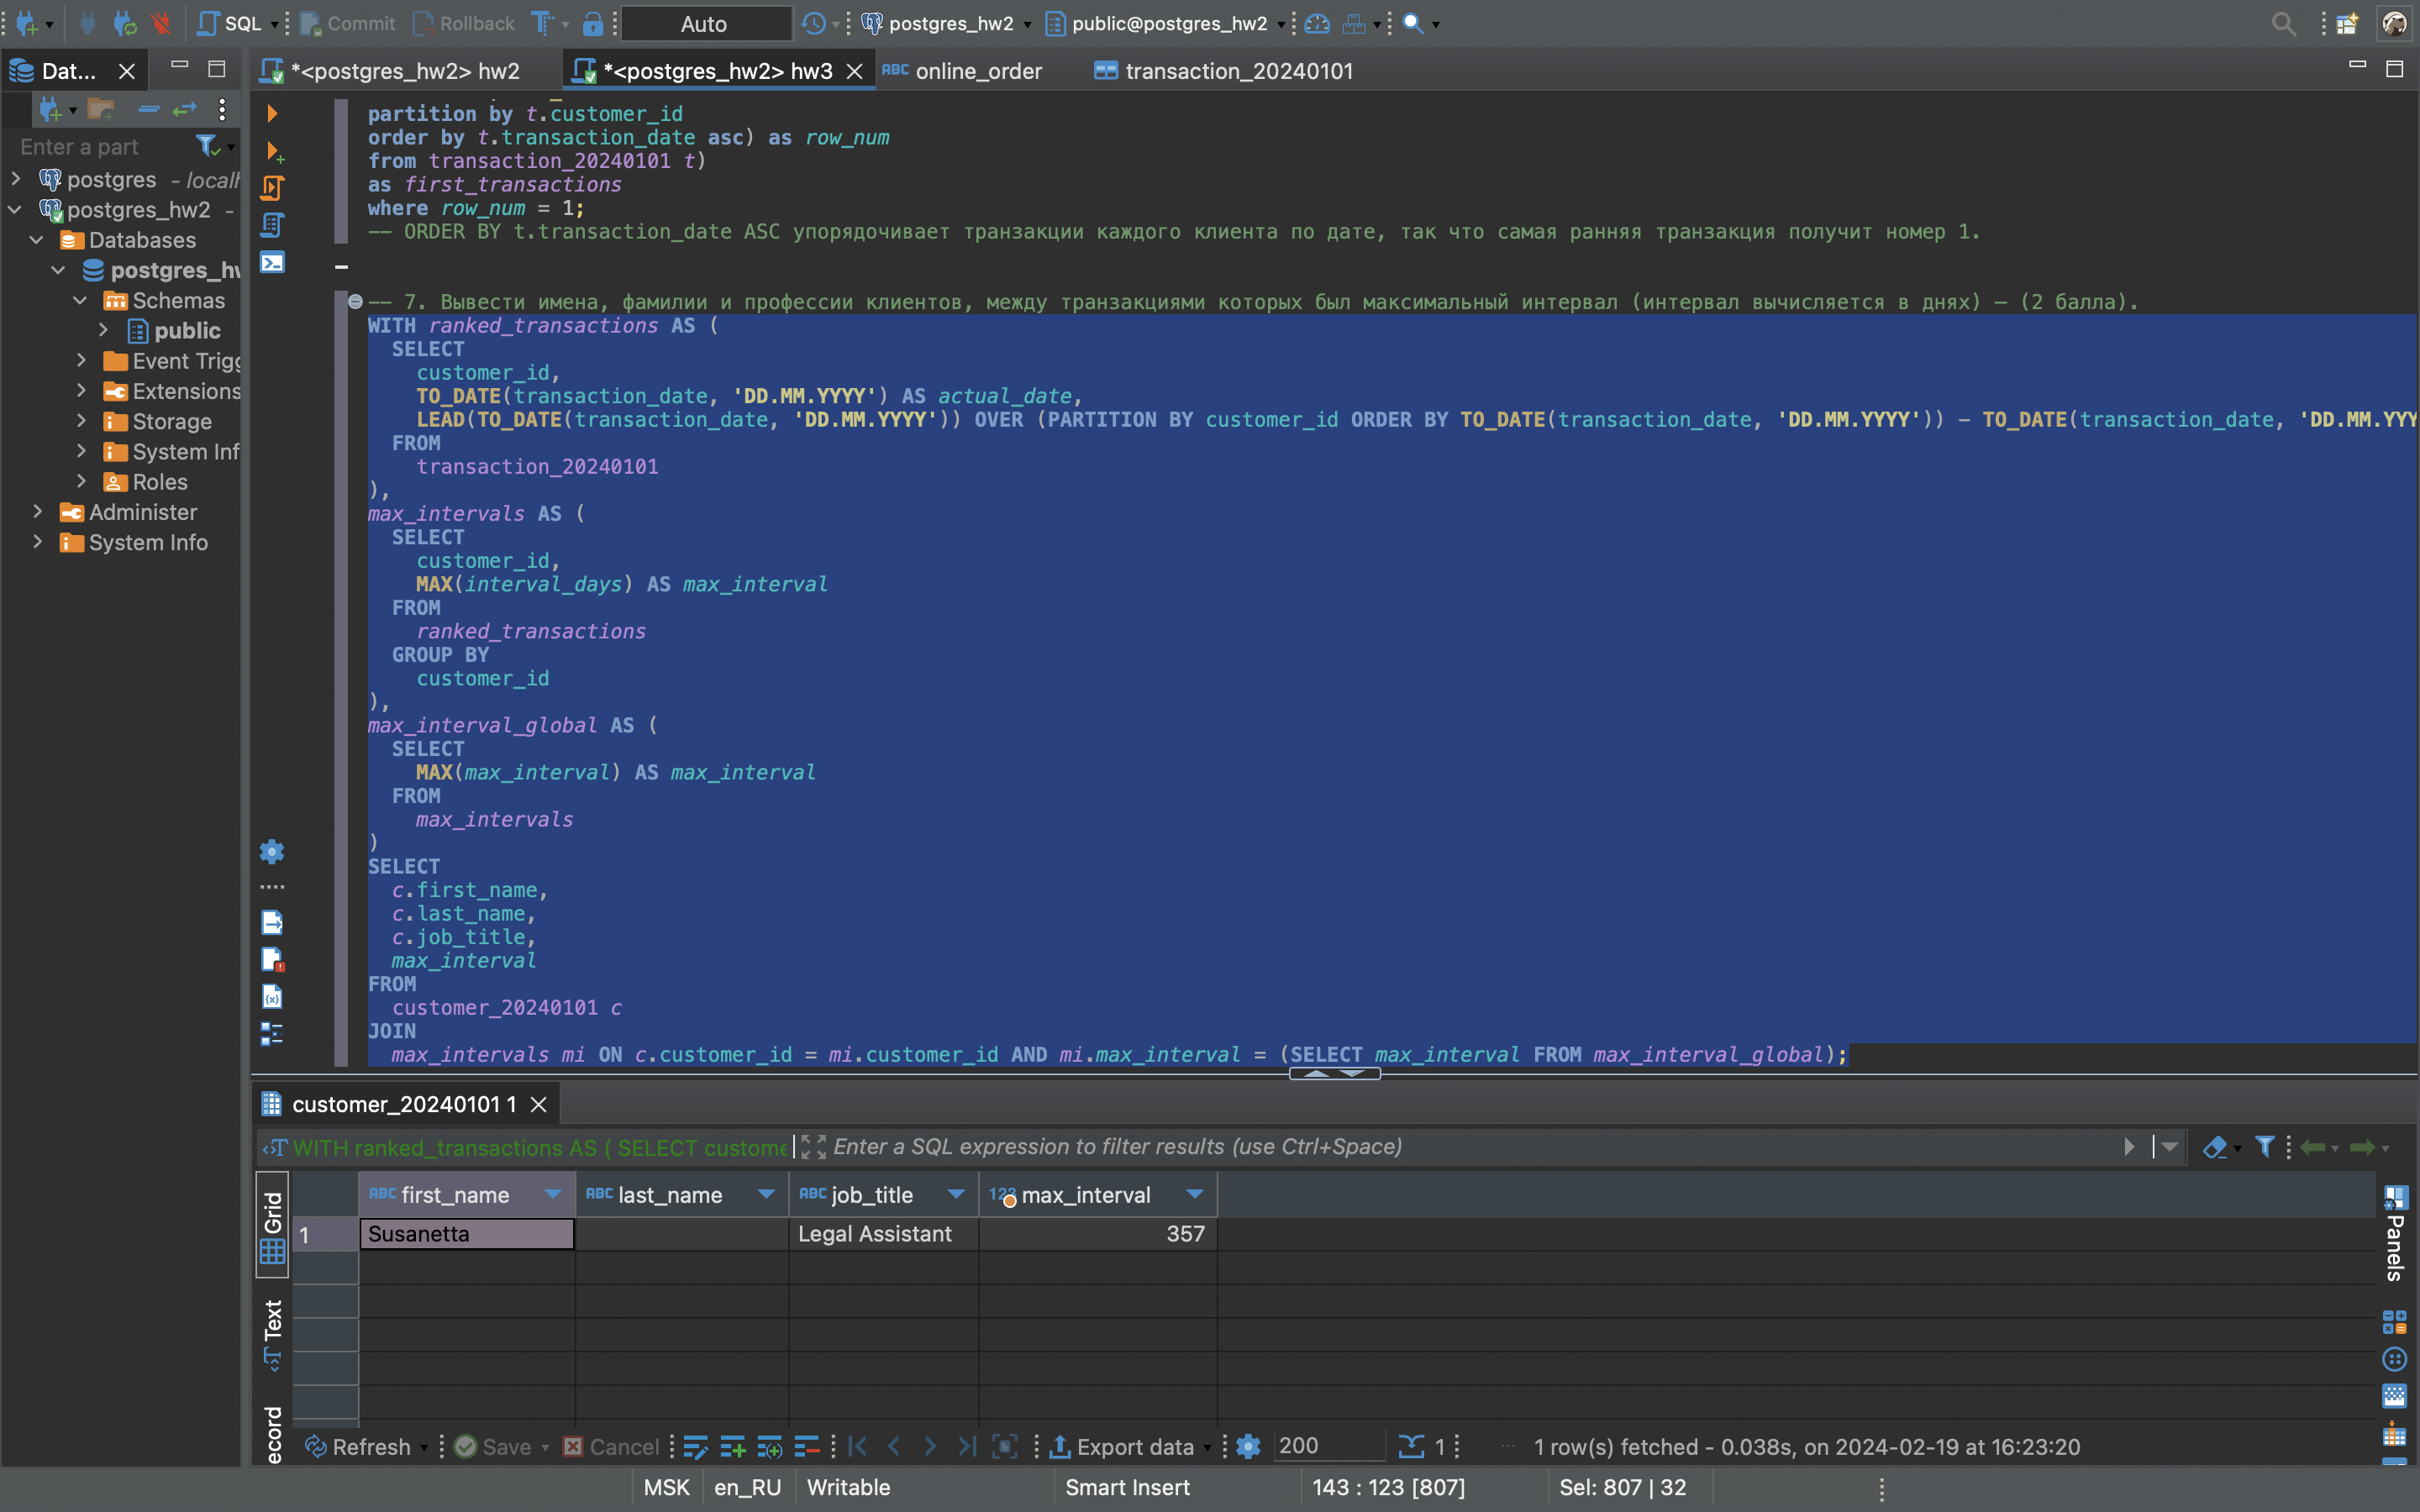 SQL
Commit
Rollback
Auto
postgres_hw2
public@postgres_hw2
Dat...
*<postgres_hw2> hw2
*<postgres_hw2> hw3
ABC online_order
transaction_20240101
Enter a part
postgres - localh
postgres_hw2 -
Databases
postgres_hw
Schemas
public
Event Trigg
Extensions
Storage
System Inf
Roles
Administer
System Info
partition by t.customer_id
order by t.transaction_date asc) as row_num
from transaction_20240101 t)
as first_transactions
where row_num = 1;
-- ORDER BY t.transaction_date ASC упорядочивает транзакции каждого клиента по дате, так что самая ранняя транзакция получит номер 1.
-- 7. Вывести имена, фамилии и профессии клиентов, между транзакциями которых был максимальный интервал (интервал вычисляется в днях) — (2 балла).
WITH ranked_transactions AS (
SELECT
customer_id,
TO_DATE(transaction_date, 'DD.MM.YYYY') AS actual_date,
LEAD(TO_DATE(transaction_date, 'DD.MM.YYYY')) OVER (PARTITION BY customer_id ORDER BY TO_DATE(transaction_date, 'DD.MM.YYYY')) - TO_DATE(transaction_date, 'DD.MM.YYY
FROM
transaction_20240101
),
max_intervals AS (
SELECT
customer_id,
MAX(interval_days) AS max_interval
FROM
ranked_transactions
GROUP BY
customer_id
),
max_interval_global AS (
SELECT
MAX(max_interval) AS max_interval
FROM
max_intervals
)
SELECT
c.first_name,
c.last_name,
c.job_title,
max_interval
FROM
customer_20240101 c
JOIN
max_intervals mi ON c.customer_id = mi.customer_id AND mi.max_interval = (SELECT max_interval FROM max_interval_global);
customer_20240101 1
WITH ranked_transactions AS ( SELECT custome
Enter a SQL expression to filter results (use Ctrl+Space)
Grid
Text
ecord
Panels
ABC first_name ABC last_name ABC job_title 123 max_interval
1 Susanetta Legal Assistant 357
Refresh
Save
Cancel
Export data
200
1
1 row(s) fetched - 0.038s, on 2024-02-19 at 16:23:20
MSK
en_RU
Writable
Smart Insert
143 : 123 [807]
Sel: 807 | 32